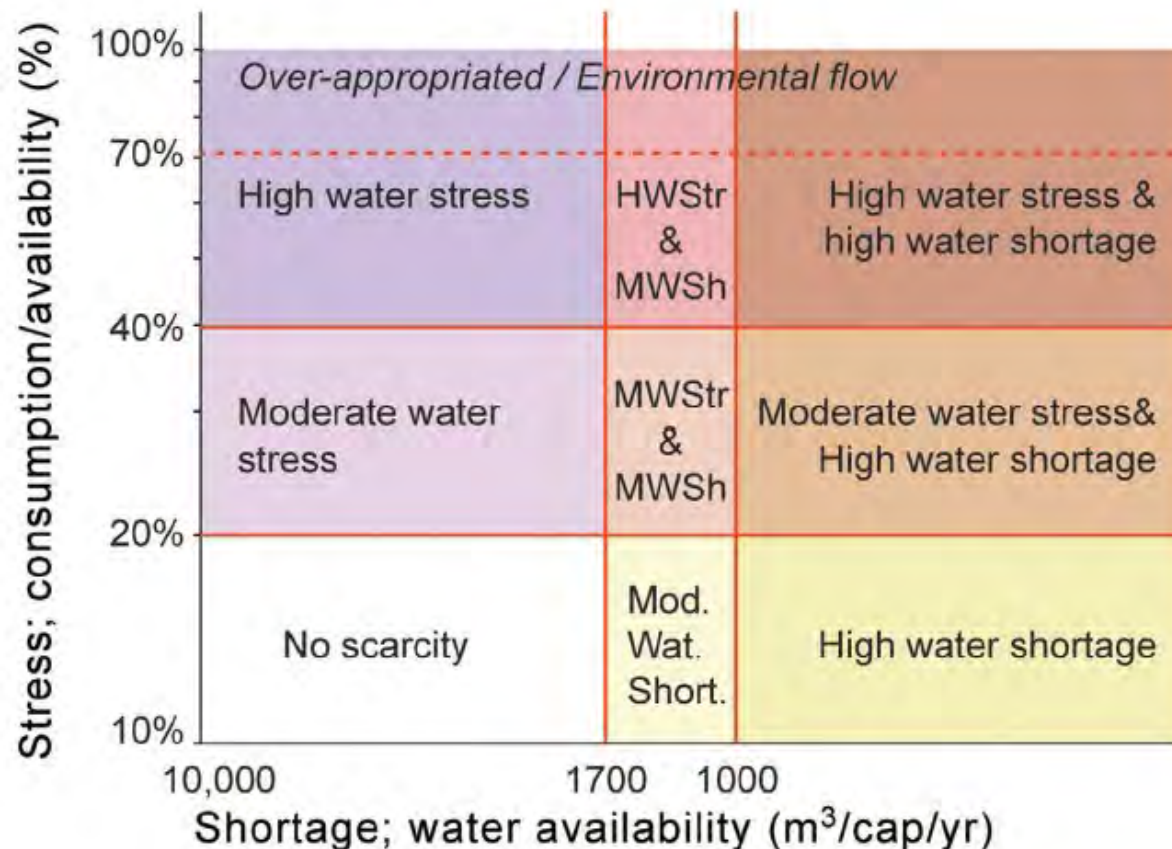 Stress; consumption/availability (%)
100%
70%
40%
20%
10%
Over-appropriated / Environmental flow
High water stress
HWStr
&
MWSh
High water stress &
high water shortage
Moderate water
stress
MWStr
&
MWSh
Moderate water stress&
High water shortage
No scarcity
Mod.
Wat.
Short.
High water shortage
10,000
1700
1000
Shortage; water availability (m³/cap/yr)